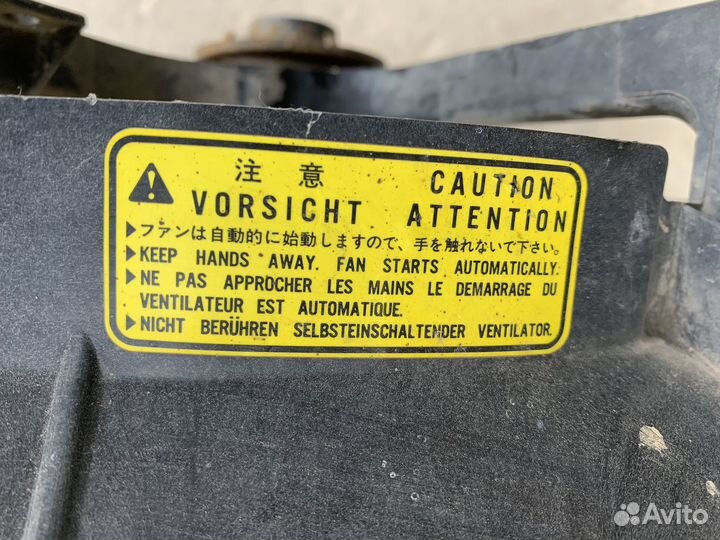 注 意 CAUTION
VORSICHT ATTENTION
▶ファンは自動的に始動しますので、手を触れないで下さい。
▶KEEP HANDS AWAY. FAN STARTS AUTOMATICALLY.
▶NE PAS APPROCHER LES MAINS LE DEMARRAGE DU
VENTILATEUR EST AUTOMATIQUE.
▶NICHT BERÜHREN SELBSTEINSCHALTENDER VENTILATOR.
Avito